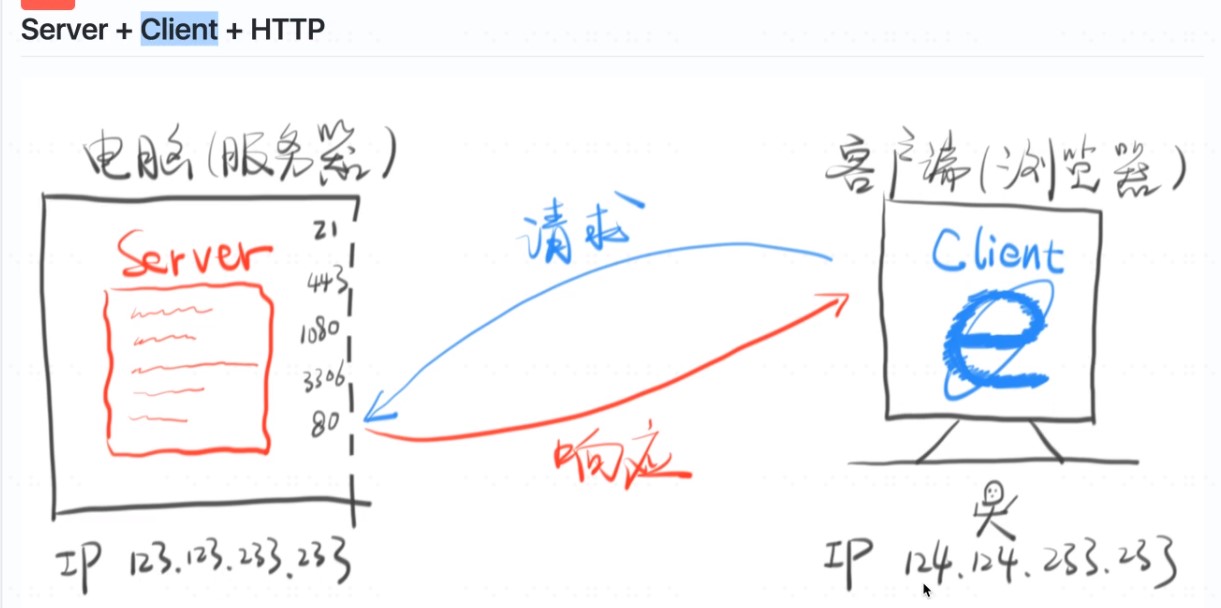 Server + Client + HTTP
电脑(服务器)
客户端(浏览器)
Server
21
443
1080
3306
80
请求
响应
Client
IP 123.123.233.233
IP 124.124.233.233